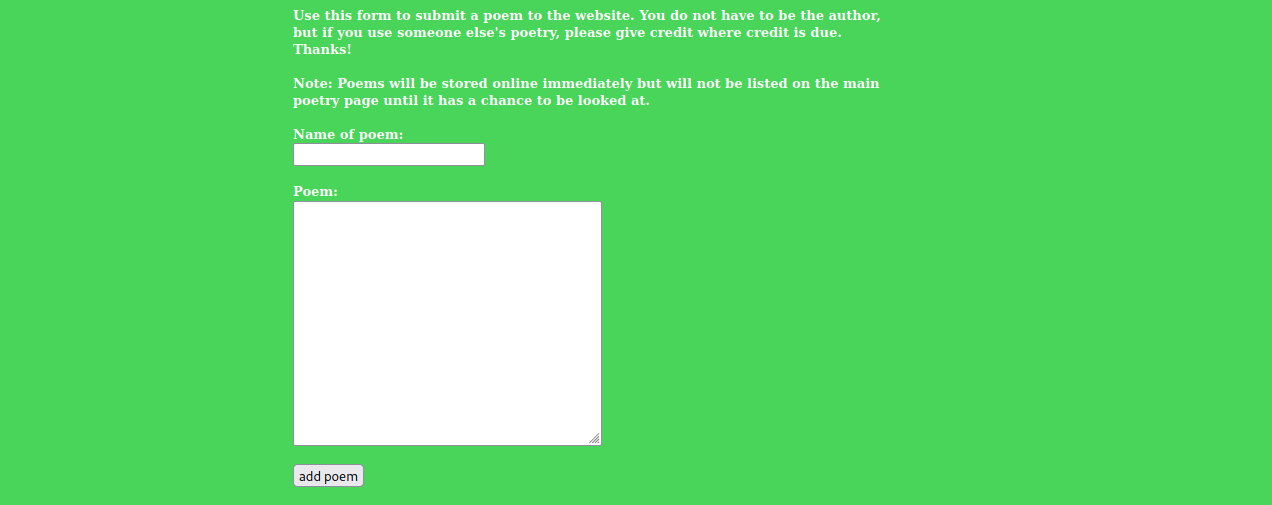 Use this form to submit a poem to the website. You do not have to be the author,
but if you use someone else's poetry, please give credit where credit is due.
Thanks!
Note: Poems will be stored online immediately but will not be listed on the main
poetry page until it has a chance to be looked at.
Name of poem:
Poem:
add poem